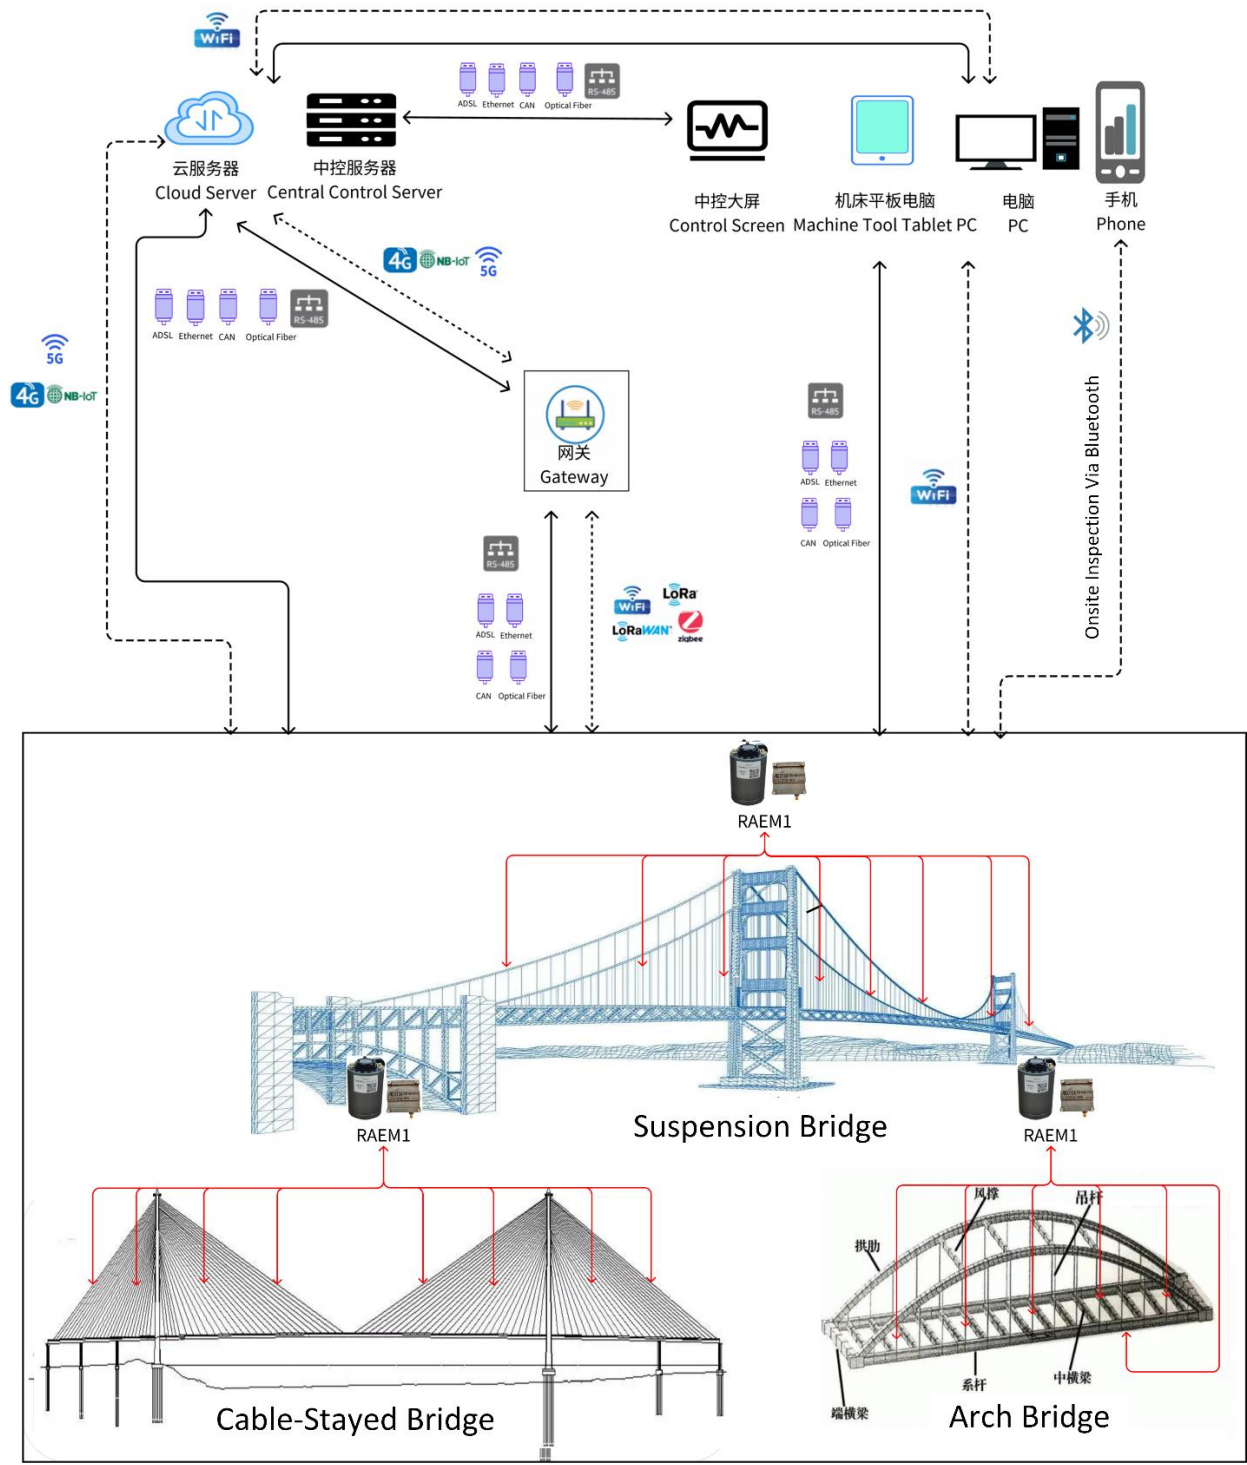 WiFi
ADSL Ethernet CAN Optical Fiber
RS-485
云服务器
Cloud Server
中控服务器
Central Control Server
中控大屏
Control Screen
机床平板电脑
Machine Tool Tablet PC
电脑
PC
手机
Phone
4G NB-IoT 5G
ADSL Ethernet CAN Optical Fiber
RS-485
5G
4G NB-IoT
网关
Gateway
RS-485
ADSL Ethernet
CAN Optical Fiber
WiFi
Onsite Inspection Via Bluetooth
RS-485
ADSL Ethernet
CAN Optical Fiber
WiFi LoRa
LoRaWAN zigbee
RAEM1
Suspension Bridge
RAEM1
RAEM1
Cable-Stayed Bridge
风撑
吊杆
拱肋
系杆
中横梁
端横梁
Arch Bridge